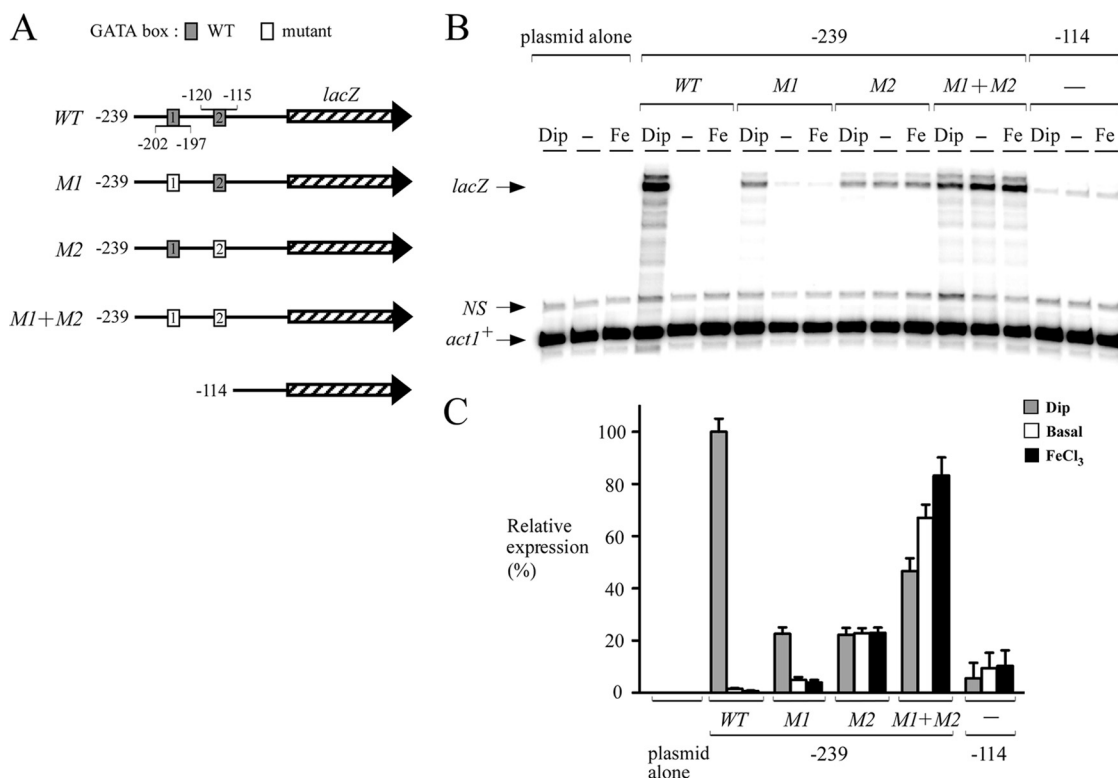 A
GATA box : WT mutant
-120 -115 lacZ
WT -239 1 2
-202 -197
M1 -239 1 2
M2 -239 1 2
M1+M2 -239 1 2
-114
B
plasmid alone -239 -114
WT M1 M2 M1+M2 —
Dip – Fe Dip – Fe Dip – Fe Dip – Fe Dip – Fe Dip – Fe
lacZ
NS
act1+
C
Dip
Basal
FeCl3
Relative expression (%)
100
80
60
40
20
0
WT M1 M2 M1+M2 —
plasmid alone -239 -114